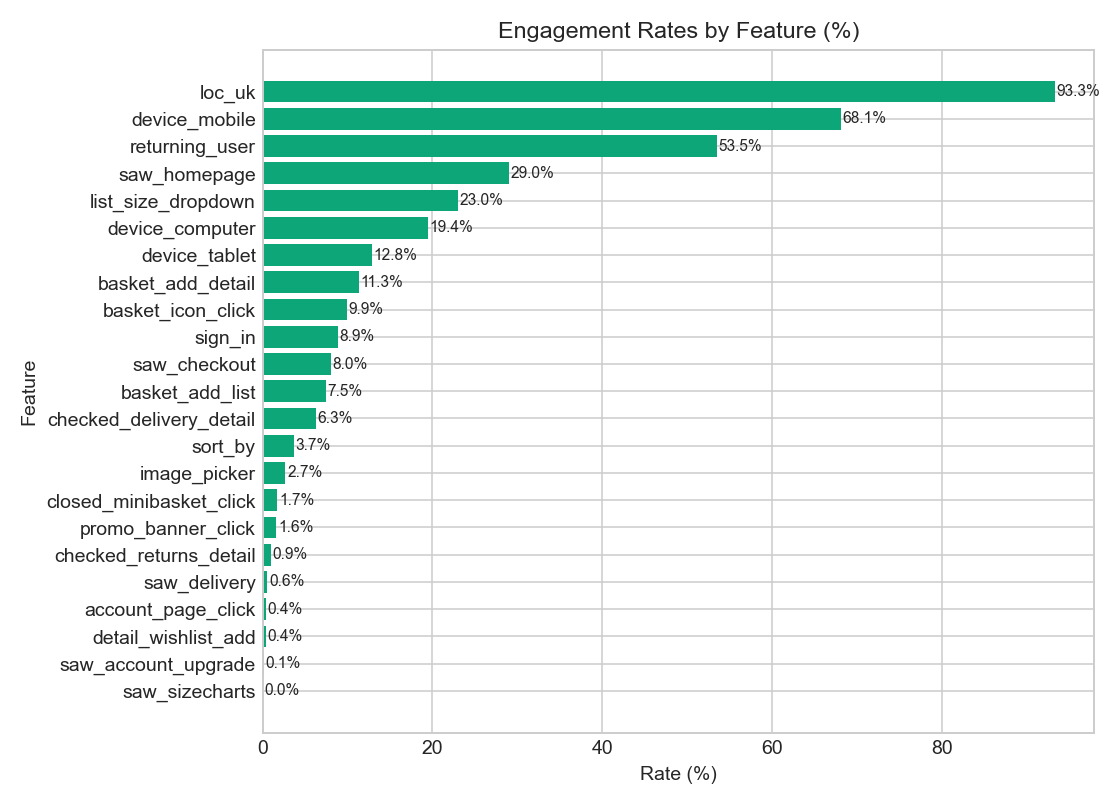 Engagement Rates by Feature (%)
loc_uk 93.3%
device_mobile 68.1%
returning_user 53.5%
saw_homepage 29.0%
list_size_dropdown 23.0%
device_computer 19.4%
device_tablet 12.8%
basket_add_detail 11.3%
basket_icon_click 9.9%
sign_in 8.9%
saw_checkout 8.0%
basket_add_list 7.5%
checked_delivery_detail 6.3%
sort_by 3.7%
image_picker 2.7%
closed_minibasket_click 1.7%
promo_banner_click 1.6%
checked_returns_detail 0.9%
saw_delivery 0.6%
account_page_click 0.4%
detail_wishlist_add 0.4%
saw_account_upgrade 0.1%
saw_sizecharts 0.0%
Feature
0 20 40 60 80
Rate (%)